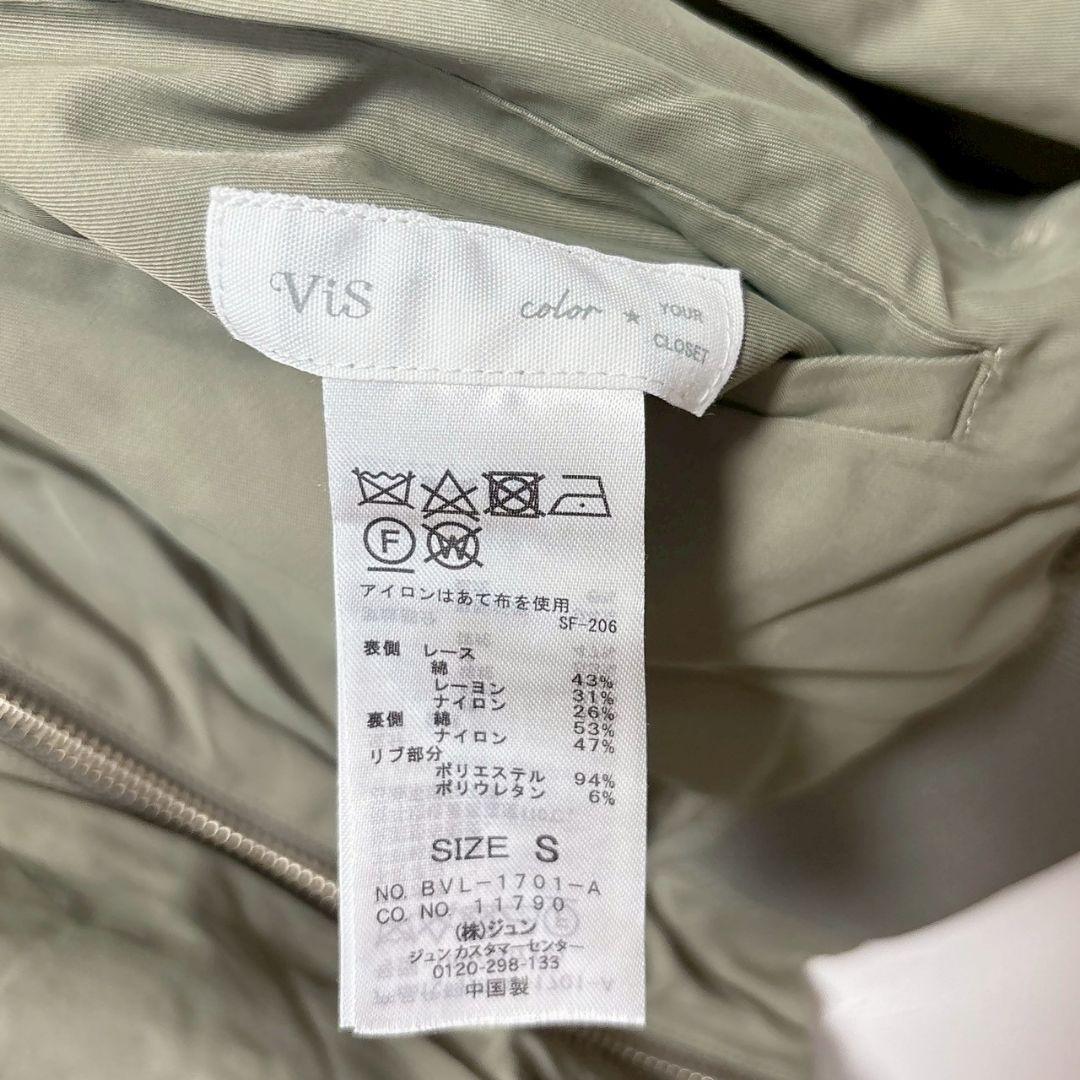 ViS color ★ YOUR CLOSET
F W
アイロンはあて布を使用
SF-206
表側 レース
綿 43%
レーヨン 31%
ナイロン 26%
裏側 綿 53%
ナイロン 47%
リブ部分
ポリエステル 94%
ポリウレタン 6%
SIZE S
NO. BVL-1701-A
CO. NO. 11790
(株)ジュン
ジュンカスタマーセンター
0120-298-133
中国製